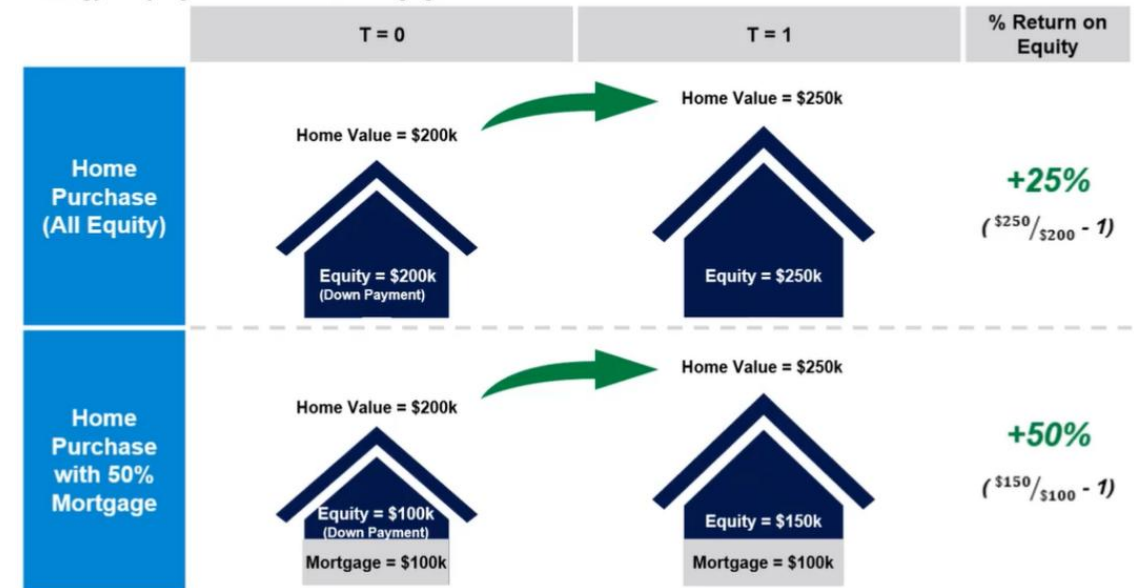 T = 0
T = 1
% Return on
Equity
Home
Purchase
(All Equity)
Home Value = $200k
Equity = $200k
(Down Payment)
Home Value = $250k
Equity = $250k
+25%
( $250/$200 - 1)
Home
Purchase
with 50%
Mortgage
Home Value = $200k
Equity = $100k
(Down Payment)
Mortgage = $100k
Home Value = $250k
Equity = $150k
Mortgage = $100k
+50%
( $150/$100 - 1)